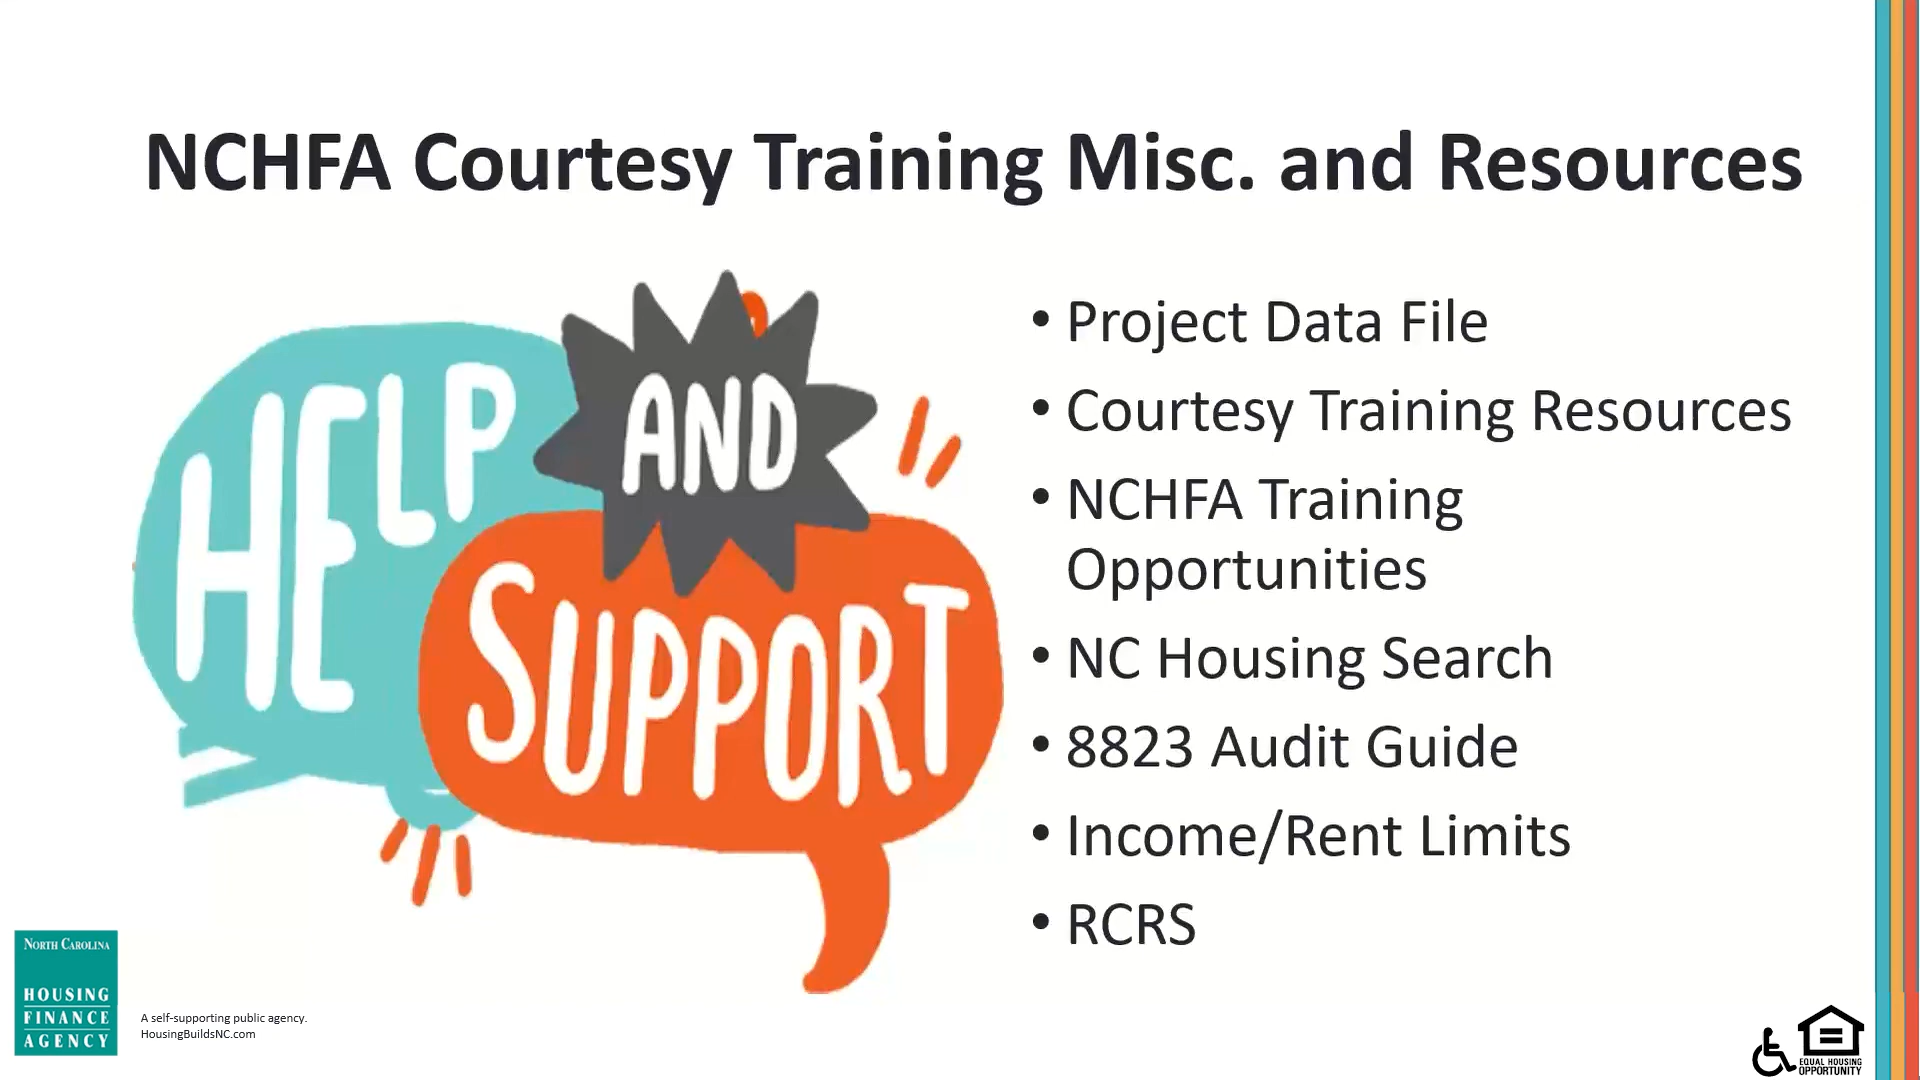 NCHFA Courtesy Training Misc. and Resources
HELP
AND
SUPPORT
• Project Data File
• Courtesy Training Resources
• NCHFA Training
Opportunities
• NC Housing Search
• 8823 Audit Guide
• Income/Rent Limits
• RCRS
NORTH CAROLINA
HOUSING
FINANCE
AGENCY
A self-supporting public agency.
HousingBuildsNC.com
EQUAL HOUSING
OPPORTUNITY